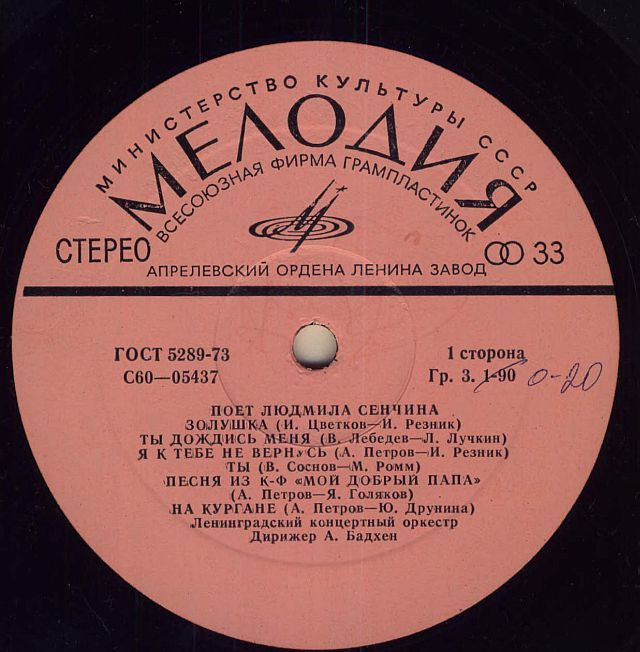 МИНИСТЕРСТВО КУЛЬТУРЫ СССР
МЕЛОДИЯ
ВСЕСОЮЗНАЯ ФИРМА ГРАМПЛАСТИНОК
СТЕРЕО
33
АПРЕЛЕВСКИЙ ОРДЕНА ЛЕНИНА ЗАВОД
ГОСТ 5289-73
1 сторона
С60—05437
Гр. 3. 1-90 0-20
ПОЕТ ЛЮДМИЛА СЕНЧИНА
ЗОЛУШКА (И. Цветков—И. Резник)
ТЫ ДОЖДИСЬ МЕНЯ (В. Лебедев—Л. Лучкин)
Я К ТЕБЕ НЕ ВЕРНУСЬ (А. Петров—И. Резник)
ТЫ (В. Соснов—М. Ромм)
ПЕСНЯ ИЗ К-Ф «МОЙ ДОБРЫЙ ПАПА»
(А. Петров—Я. Голяков)
НА КУРГАНЕ (А. Петров—Ю. Друнина)
Ленинградский концертный оркестр
Дирижер А. Бадхен